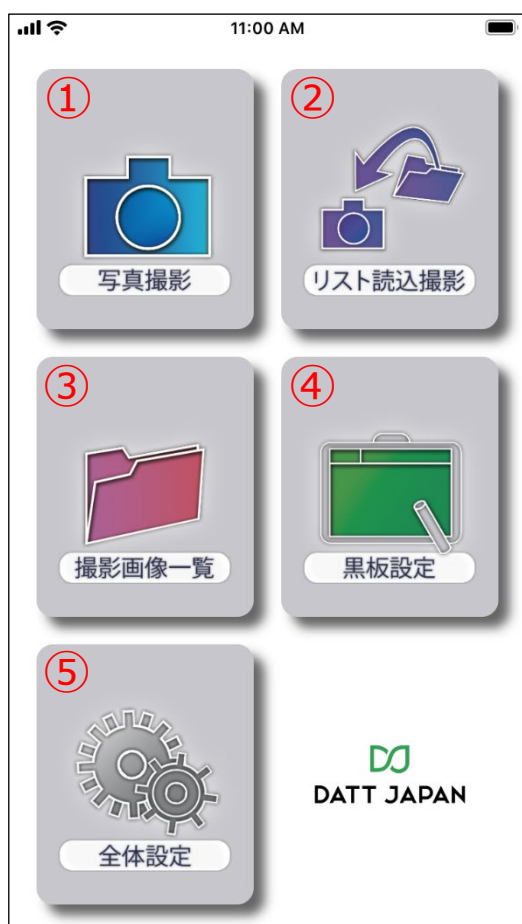 11:00 AM
①
②
写真撮影
リスト読込撮影
③
④
撮影画像一覧
黒板設定
⑤
全体設定
DATT JAPAN